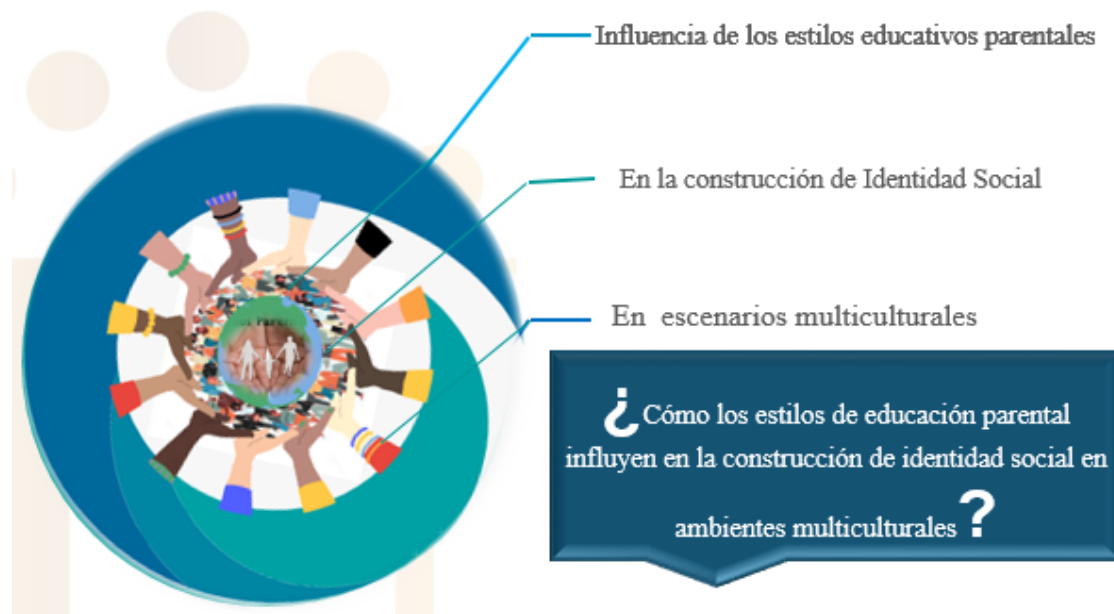 Influencia de los estilos educativos parentales
En la construcción de Identidad Social
En escenarios multiculturales
¿Cómo los estilos de educación parental
influyen en la construcción de identidad social en
ambientes multiculturales?